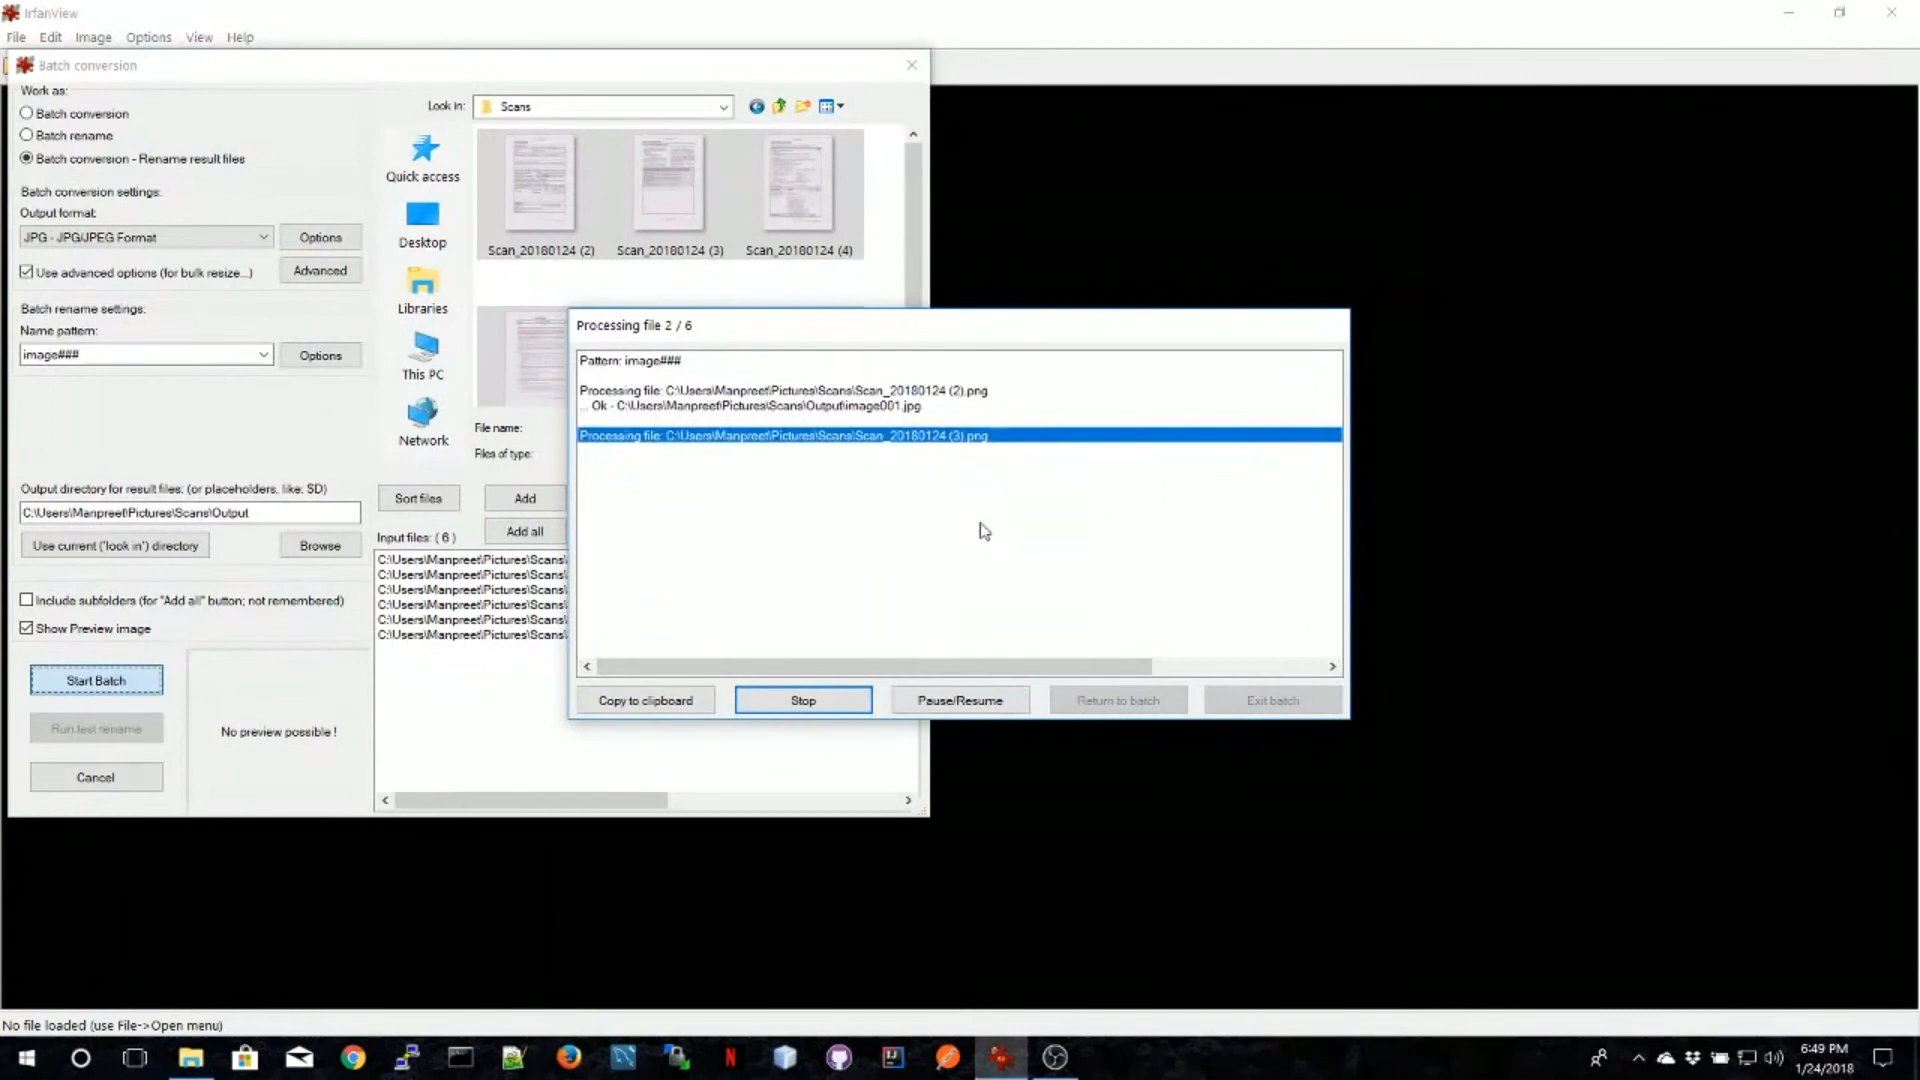 IrfanView
File Edit Image Options View Help
Batch conversion
Work as:
Batch conversion
Batch rename
Batch conversion - Rename result files
Batch conversion settings:
Output format:
JPG - JPG/JPEG Format
Options
Use advanced options (for bulk resize...)
Advanced
Batch rename settings:
Name pattern:
image###
Options
Output directory for result files: (or placeholders, like: $D)
C:\Users\Manpreet\Pictures\Scans\Output
Use current ('look in') directory
Browse
Include subfolders (for "Add all" button; not remembered)
Show Preview image
Start Batch
Run test rename
Cancel
No preview possible !
Look in:
Scans
Quick access
Desktop
Libraries
This PC
Network
Scan_20180124 (2)
Scan_20180124 (3)
Scan_20180124 (4)
File name:
Files of type:
Sort files
Add
Add all
Input files: ( 6 )
C:\Users\Manpreet\Pictures\Scans\
C:\Users\Manpreet\Pictures\Scans\
C:\Users\Manpreet\Pictures\Scans\
C:\Users\Manpreet\Pictures\Scans\
C:\Users\Manpreet\Pictures\Scans\
C:\Users\Manpreet\Pictures\Scans\
Processing file 2 / 6
Pattern: image###
Processing file: C:\Users\Manpreet\Pictures\Scans\Scan_20180124 (2).png
... Ok - C:\Users\Manpreet\Pictures\Scans\Output\image001.jpg
Processing file: C:\Users\Manpreet\Pictures\Scans\Scan_20180124 (3).png
Copy to clipboard
Stop
Pause/Resume
Return to batch
Exit batch
No file loaded (use File->Open menu)
6:49 PM
1/24/2018